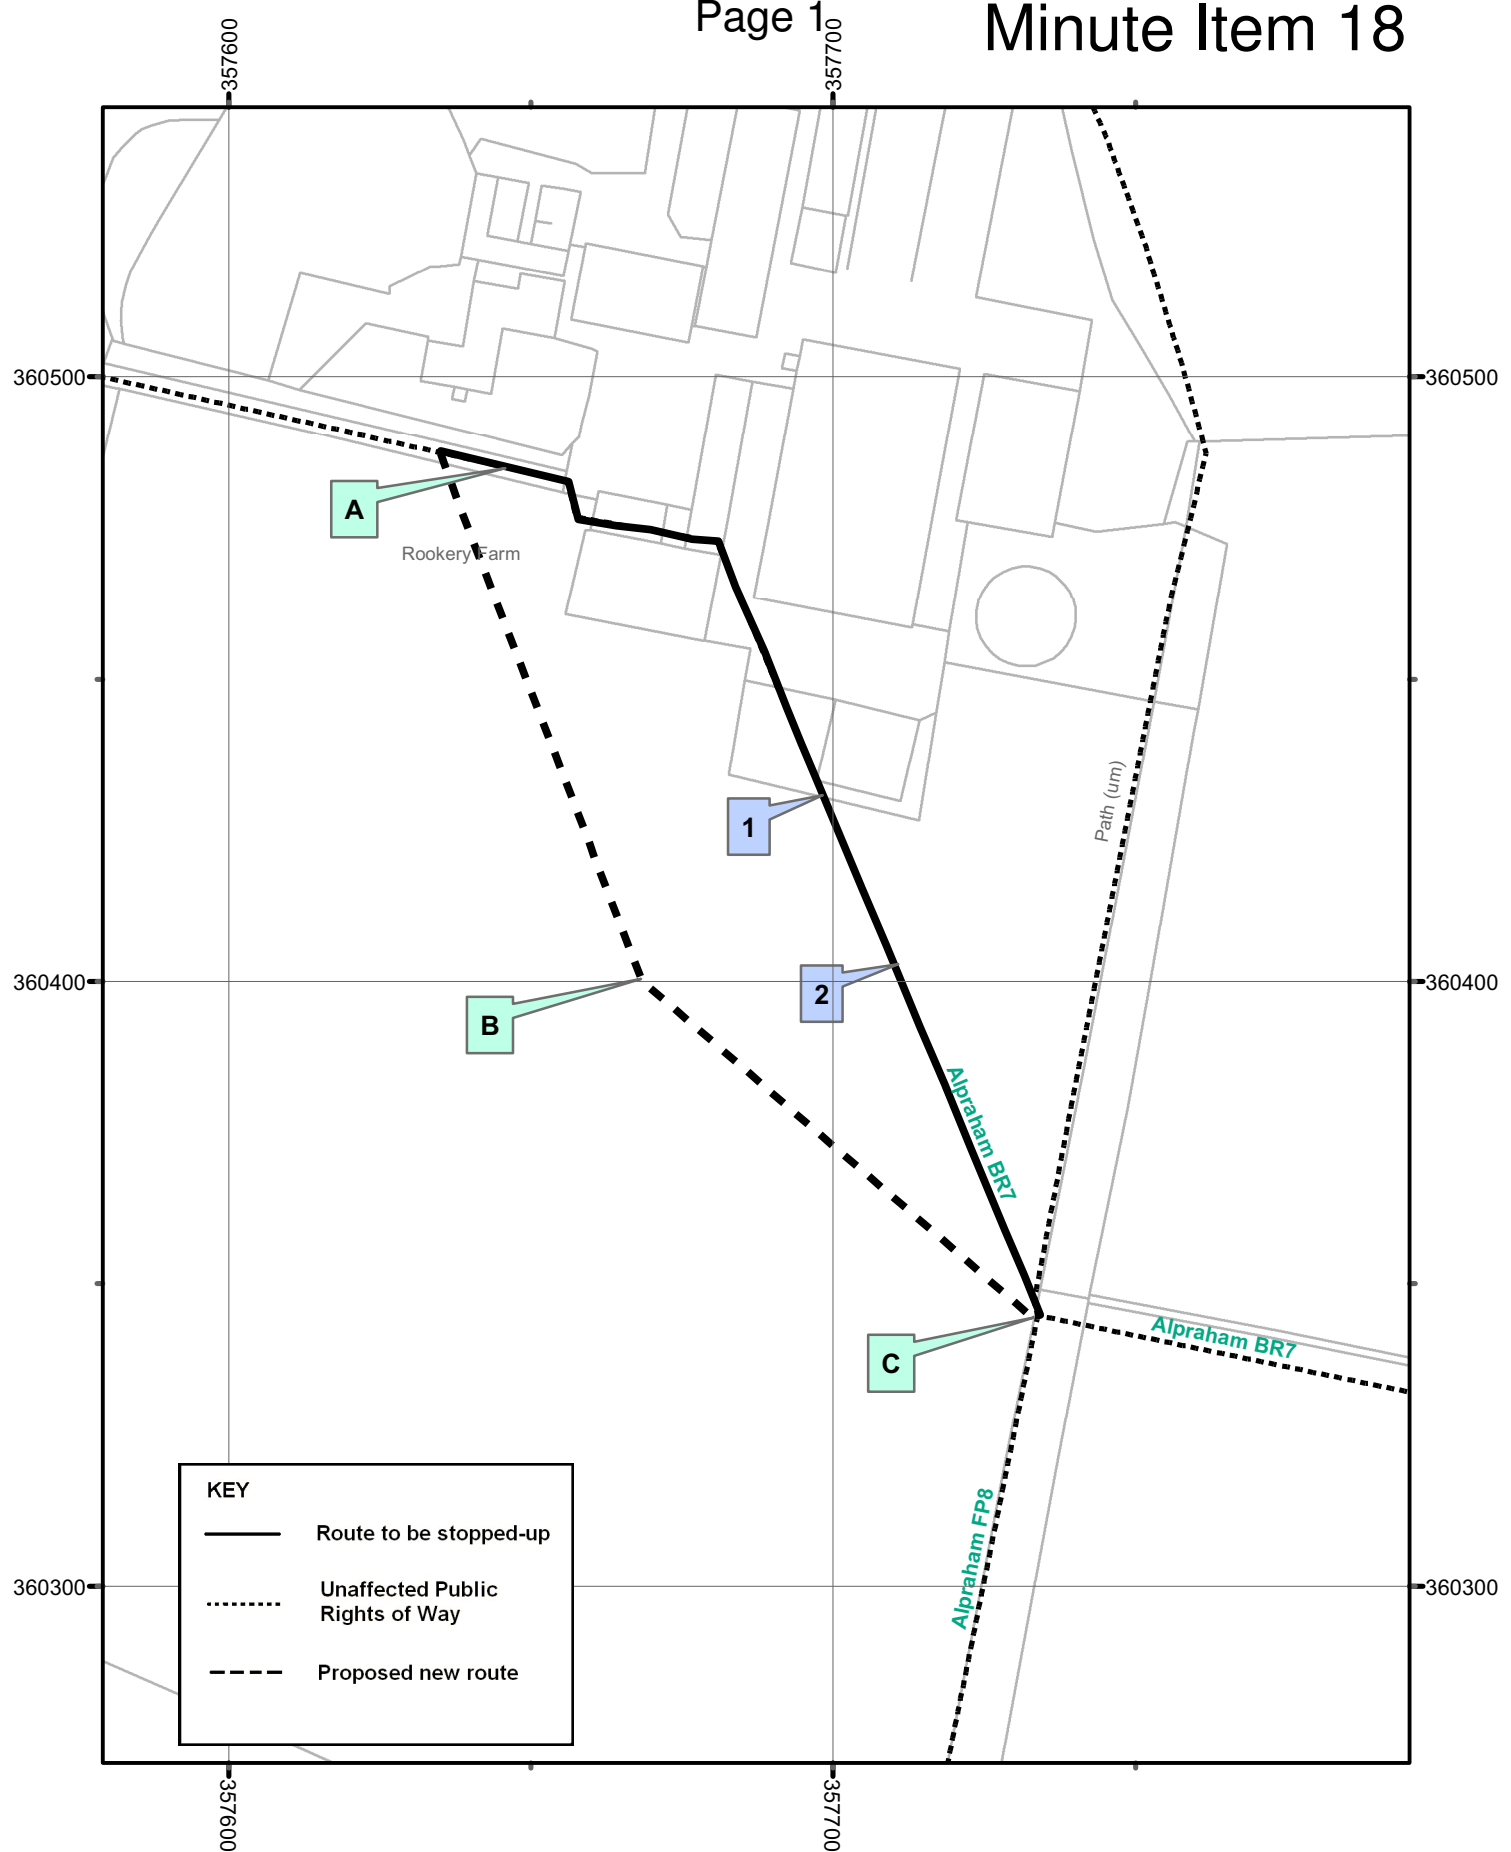 Page 1
Minute Item 18
357600
357700
360500
360500
A
Rookery Farm
1
Path (um)
2
360400
360400
B
Alpraham BR7
C
Alpraham BR7
KEY
Route to be stopped-up
Unaffected Public
Rights of Way
Proposed new route
Alpraham FP8
360300
360300
357600
357700